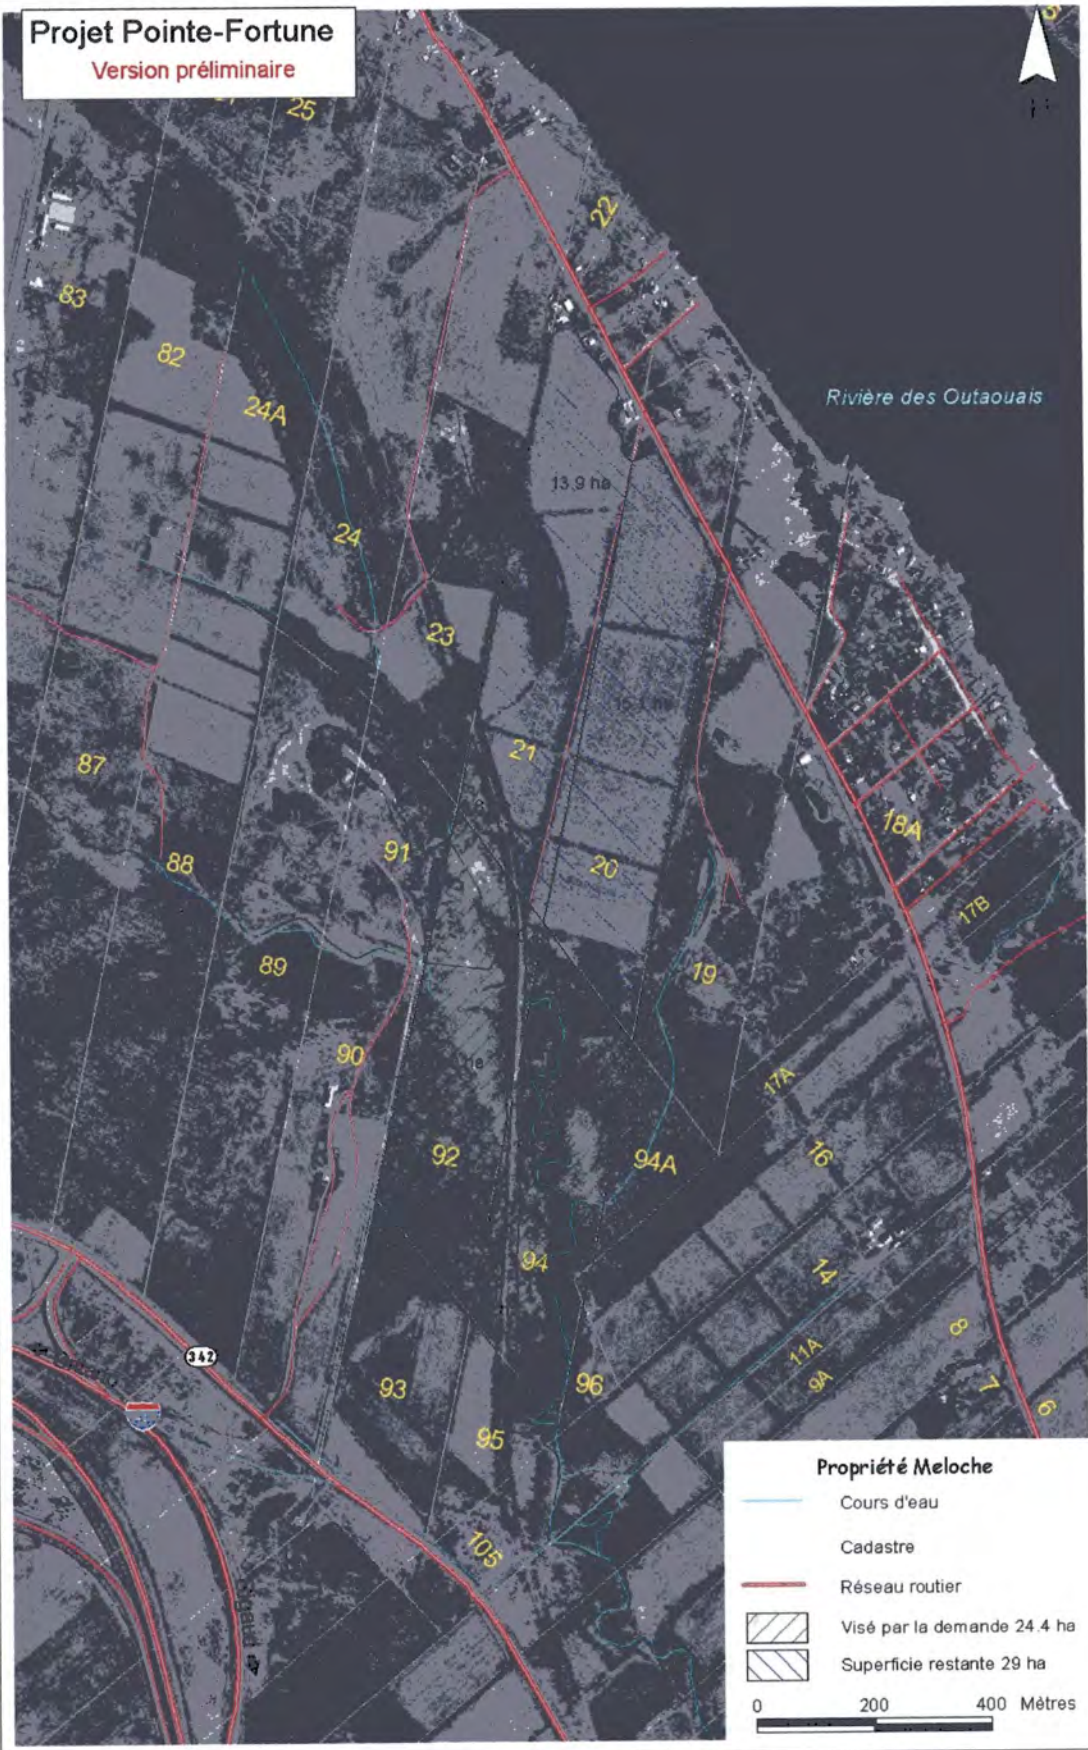 Projet Pointe-Fortune
Version préliminaire
25
22
83
82
24A
Rivière des Outaouais
13,9 ha
24
23
21
87
18A
91
88
20
17B
89
19
90
17A
92
94A
16
94
14
342
8
11A
93
96
9A
7
6
95
105
Propriété Meloche
Cours d'eau
Cadastre
Réseau routier
Visé par la demande 24.4 ha
Superficie restante 29 ha
0 200 400 Mètres